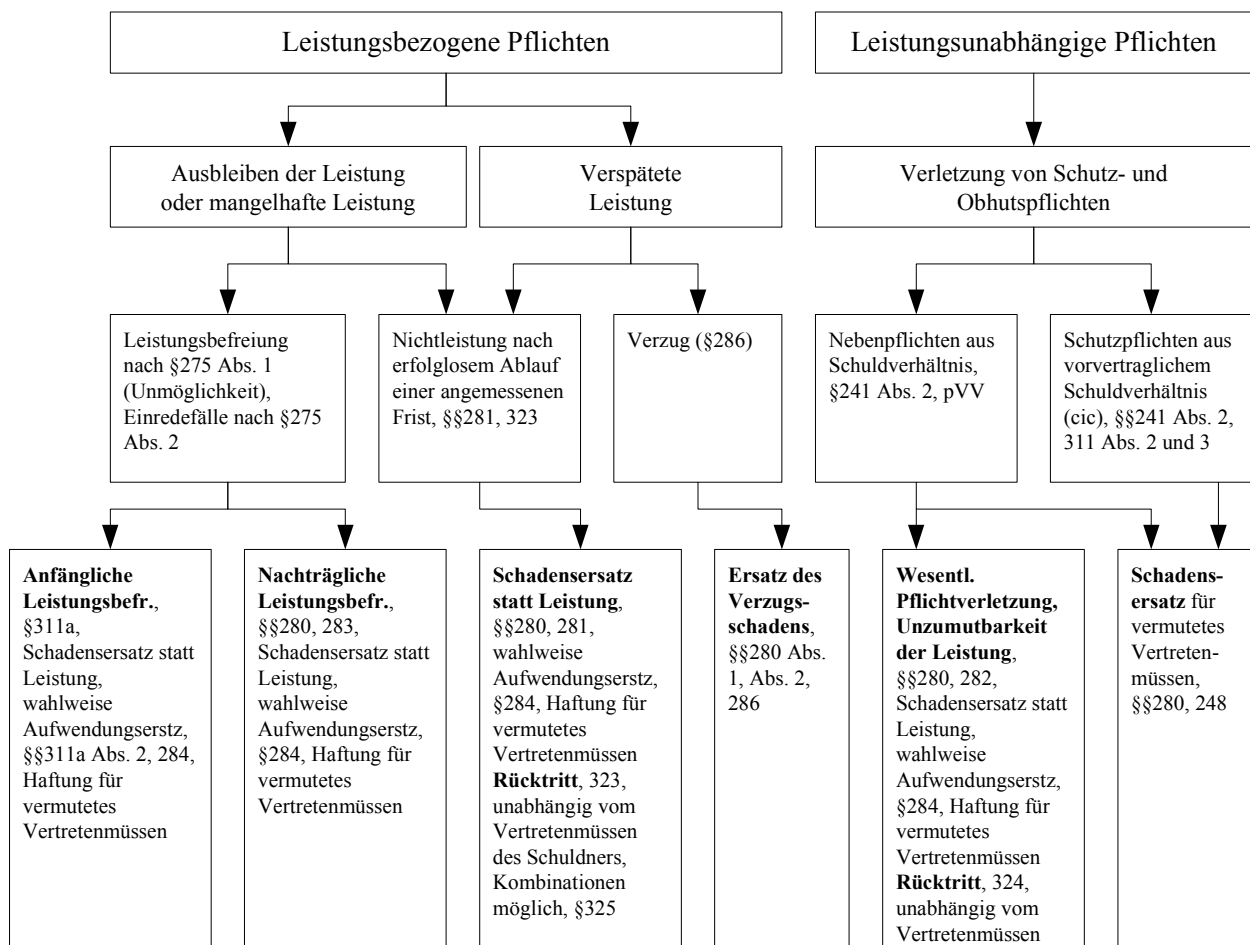 Leistungsbezogene Pflichten
Leistungsunabhängige Pflichten
Ausbleiben der Leistung
oder mangelhafte Leistung
Verspätete
Leistung
Verletzung von Schutz- und
Obhutspflichten
Leistungsbefreiung
nach §275 Abs. 1
(Unmöglichkeit),
Einredefälle nach §275
Abs. 2
Nichtleistung nach
erfolglosem Ablauf
einer angemessenen
Frist, §§281, 323
Verzug (§286)
Nebenpflichten aus
Schuldverhältnis,
§241 Abs. 2, pVV
Schutzpflichten aus
vorvertraglichem
Schuldverhältnis
(cic), §§241 Abs. 2,
311 Abs. 2 und 3
Anfängliche
Leistungsbefr.,
§311a,
Schadensersatz statt
Leistung,
wahlweise
Aufwendungserstz,
§§311a Abs. 2, 284,
Haftung für
vermutetes
Vertretenmüssen
Nachträgliche
Leistungsbefr.,
§§280, 283,
Schadensersatz statt
Leistung,
wahlweise
Aufwendungserstz,
§284, Haftung für
vermutetes
Vertretenmüssen
Schadensersatz
statt Leistung,
§§280, 281,
wahlweise
Aufwendungserstz,
§284, Haftung für
vermutetes
Vertretenmüssen
Rücktritt, 323,
unabhängig vom
Vertretenmüssen
des Schuldners,
Kombinationen
möglich, §325
Ersatz des
Verzugs-
schadens,
§§280 Abs.
1, Abs. 2,
286
Wesentl.
Pflichtverletzung,
Unzumutbarkeit
der Leistung,
§§280, 282,
Schadensersatz statt
Leistung,
wahlweise
Aufwendungserstz,
§284, Haftung für
vermutetes
Vertretenmüssen
Rücktritt, 324,
unabhängig vom
Vertretenmüssen
Schadens-
ersatz für
vermutetes
Vertreten-
müssen,
§§280, 248